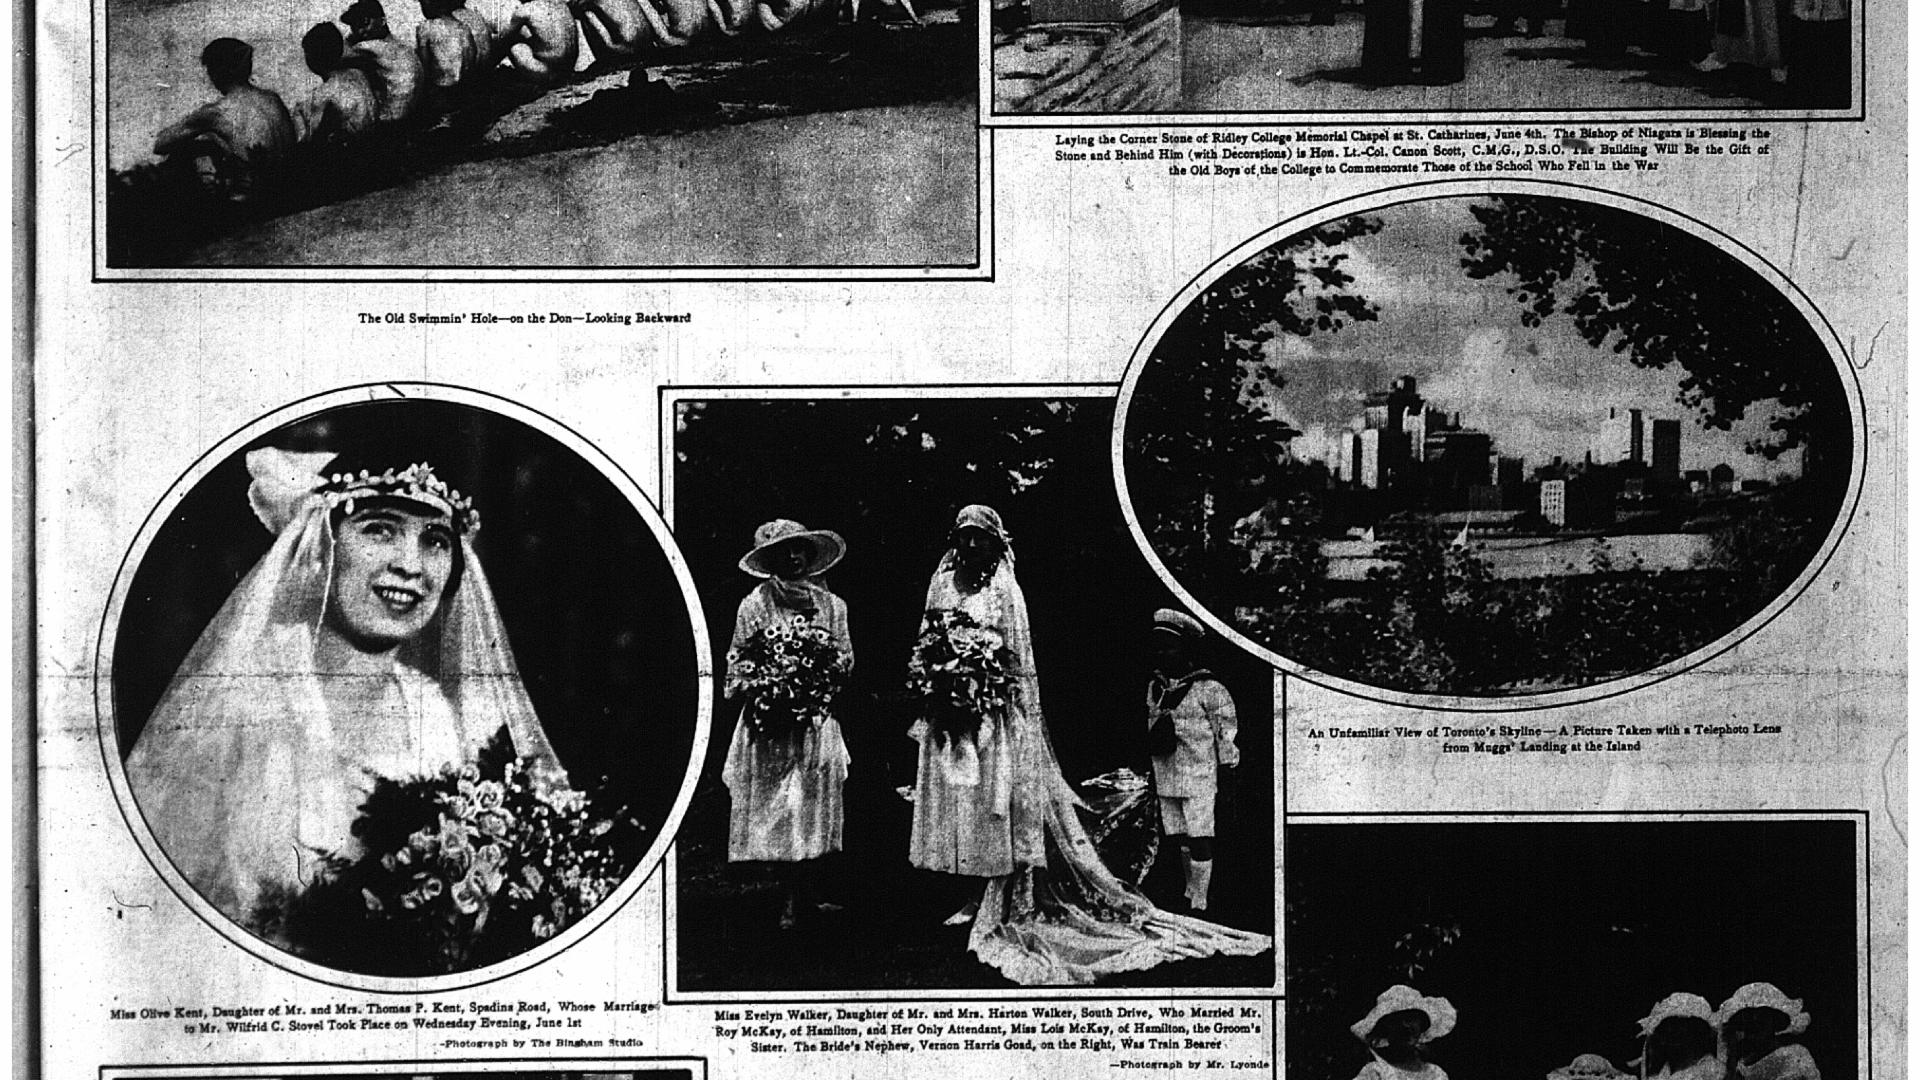 Laying the Corner Stone of Ridley College Memorial Chapel at St. Catharines, June 4th. The Bishop of Niagara is Blessing the
Stone and Behind Him (with Decorations) is Hon. Lt.-Col. Canon Scott, C.M.G., D.S.O. The Building Will Be the Gift of
the Old Boys of the College to Commemorate Those of the School Who Fell in the War
The Old Swimmin' Hole—on the Don—Looking Backward
An Unfamiliar View of Toronto's Skyline—A Picture Taken with a Telephoto Lens
from Muggs' Landing at the Island
Miss Olive Kent, Daughter of Mr. and Mrs. Thomas P. Kent, Spadina Road, Whose Marriage
to Mr. Wilfrid C. Stovel Took Place on Wednesday Evening, June 1st
-Photograph by The Bingham Studio
Miss Evelyn Walker, Daughter of Mr. and Mrs. Harton Walker, South Drive, Who Married Mr.
Roy McKay, of Hamilton, and Her Only Attendant, Miss Lois McKay, of Hamilton, the Groom's
Sister. The Bride's Nephew, Vernon Harris Goad, on the Right, Was Train Bearer
—Photograph by Mr. Lyonde